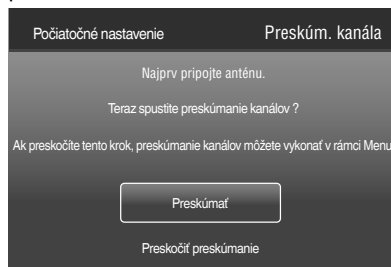 Počiatočné nastavenie Preskúm. kanála
Najprv pripojte anténu.
Teraz spustite preskúmanie kanálov ?
Ak preskočíte tento krok, preskúmanie kanálov môžete vykonať v rámci Menu
Preskúmať
Preskočiť preskúmanie